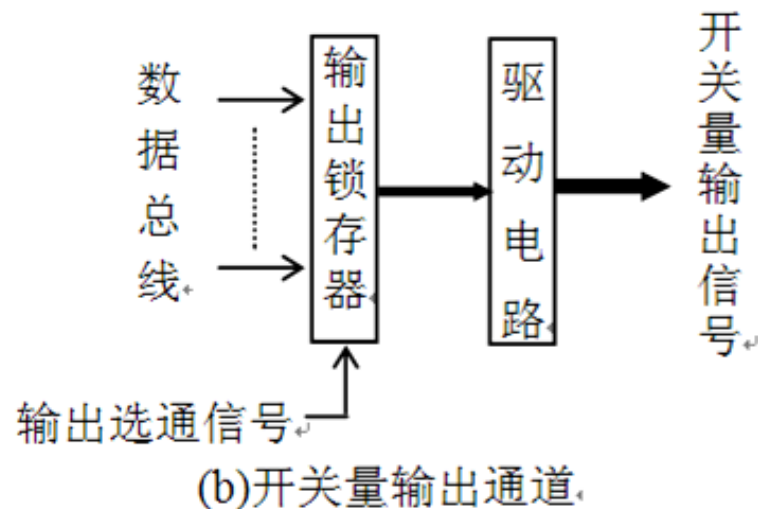 数据总线
输出锁存器
驱动电路
开关量输出信号
输出选通信号
(b)开关量输出通道